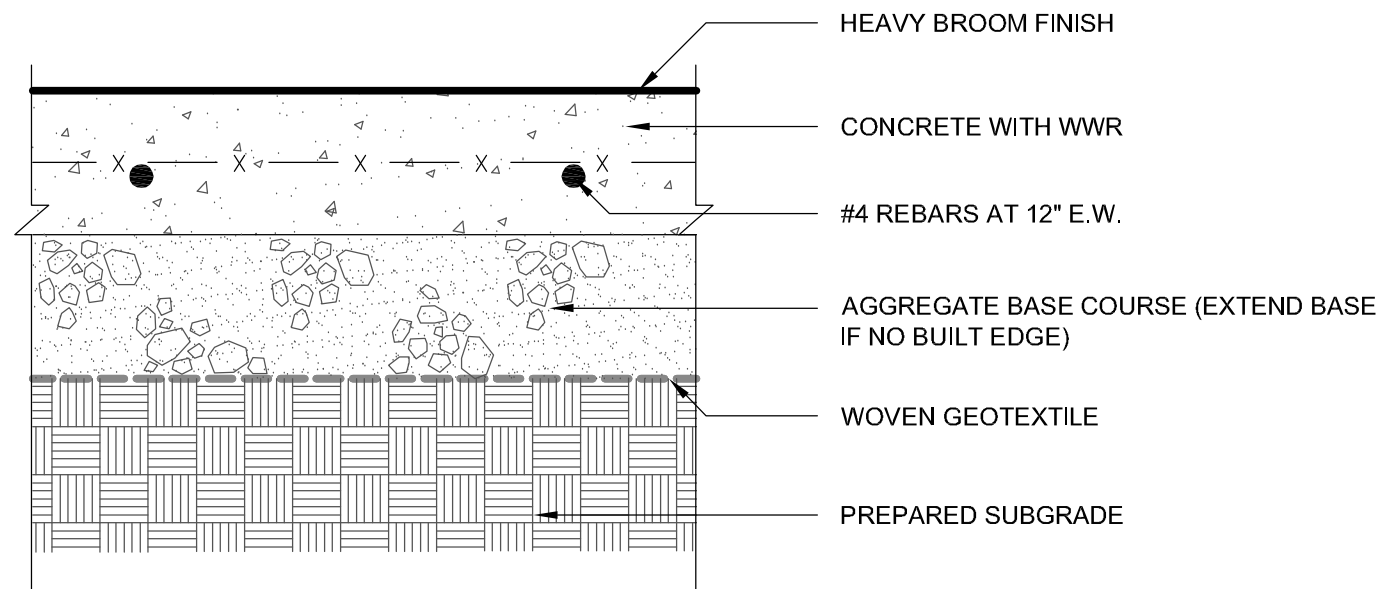 HEAVY BROOM FINISH
CONCRETE WITH WWR
#4 REBARS AT 12" E.W.
AGGREGATE BASE COURSE (EXTEND BASE
IF NO BUILT EDGE)
WOVEN GEOTEXTILE
PREPARED SUBGRADE